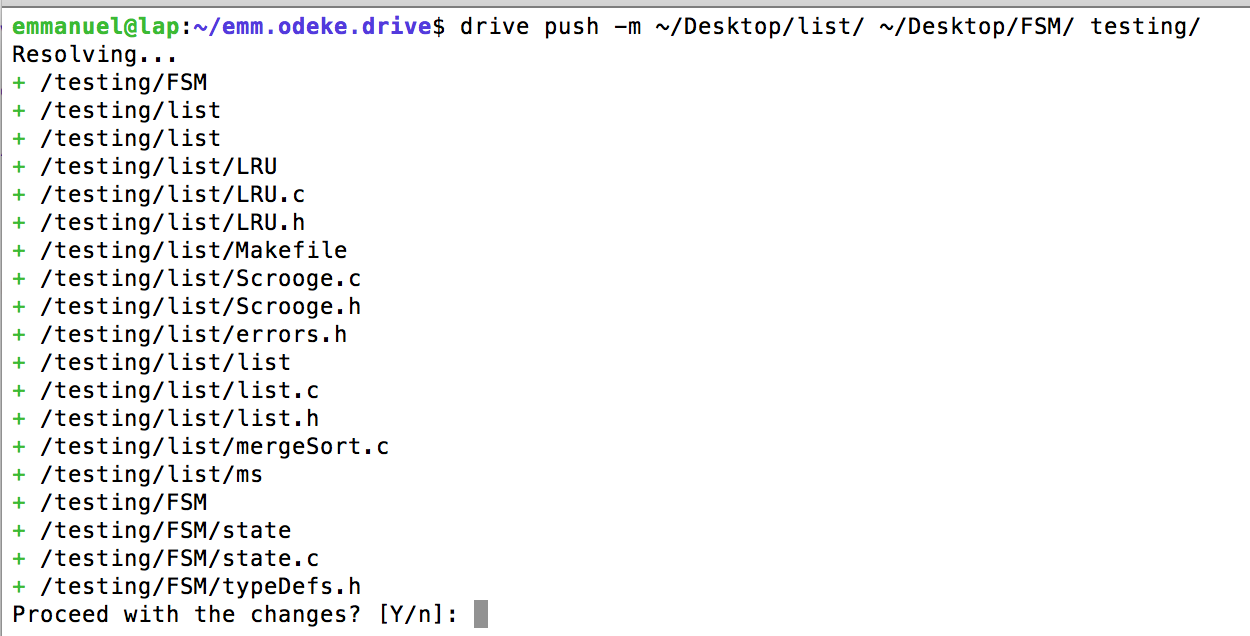 emmanuel@lap:~/emm.odeke.drive$ drive push -m ~/Desktop/list/ ~/Desktop/FSM/ testing/
Resolving...
+ /testing/FSM
+ /testing/list
+ /testing/list
+ /testing/list/LRU
+ /testing/list/LRU.c
+ /testing/list/LRU.h
+ /testing/list/Makefile
+ /testing/list/Scrooge.c
+ /testing/list/Scrooge.h
+ /testing/list/errors.h
+ /testing/list/list
+ /testing/list/list.c
+ /testing/list/list.h
+ /testing/list/mergeSort.c
+ /testing/list/ms
+ /testing/FSM
+ /testing/FSM/state
+ /testing/FSM/state.c
+ /testing/FSM/typeDefs.h
Proceed with the changes? [Y/n]: